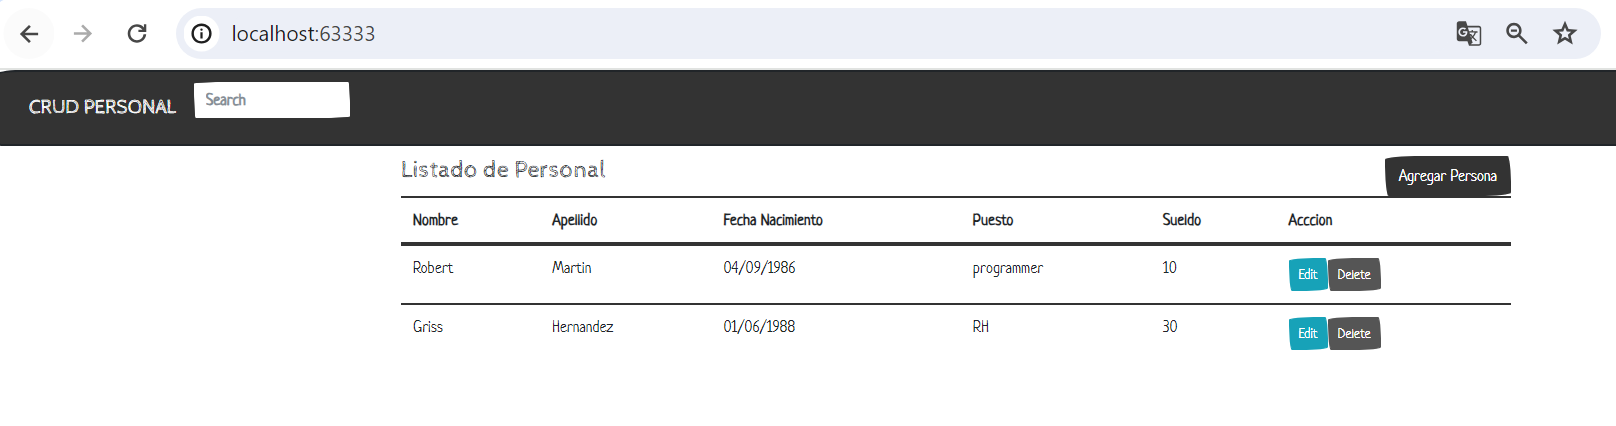 localhost:63333
CRUD PERSONAL Search
Listado de Personal Agregar Persona
Nombre Apellido Fecha Nacimiento Puesto Sueldo Acccion
Robert Martin 04/09/1986 programmer 10 Edit Delete
Griss Hernandez 01/06/1988 RH 30 Edit Delete